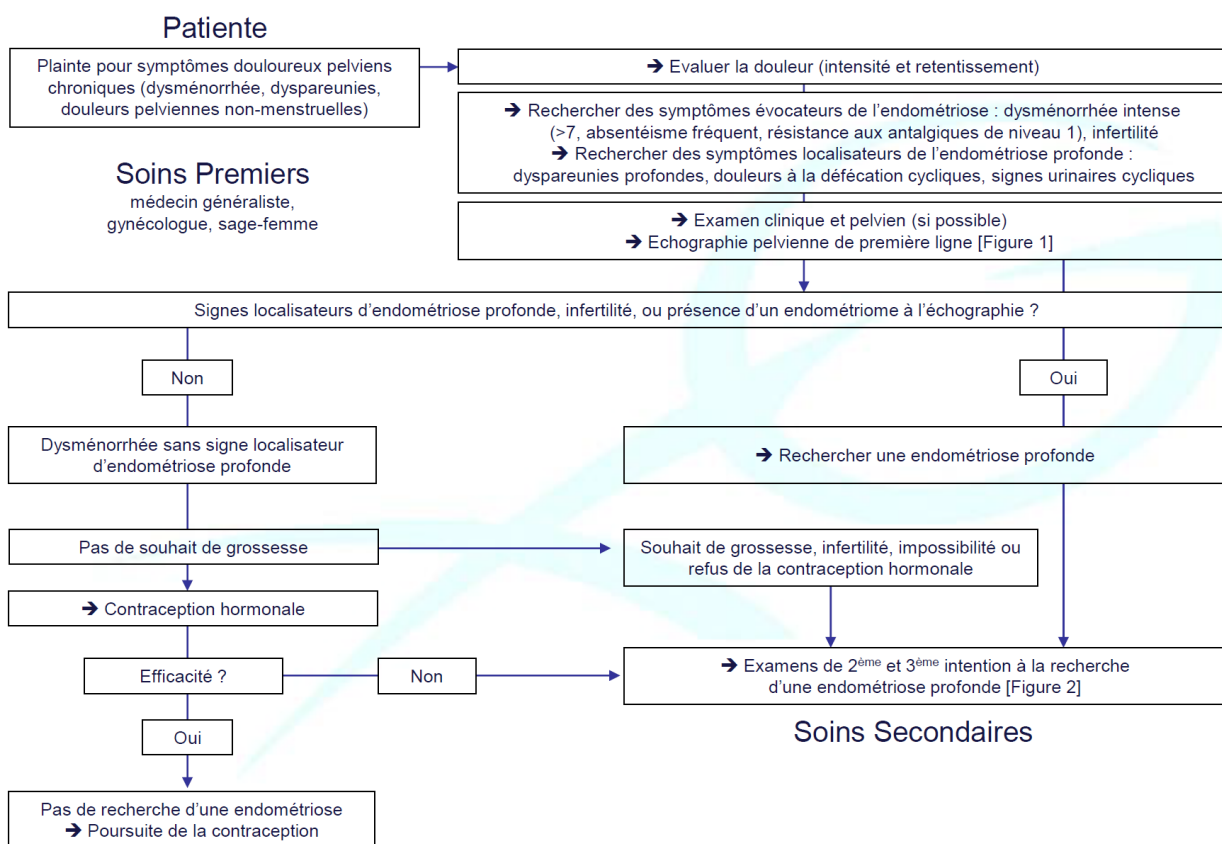 Patiente
Plainte pour symptômes douloureux pelviens
chroniques (dysménorrhée, dyspareunies,
douleurs pelviennes non-menstruelles)
➔ Evaluer la douleur (intensité et retentissement)
➔ Rechercher des symptômes évocateurs de l’endométriose : dysménorrhée intense
(>7, absentéisme fréquent, résistance aux antalgiques de niveau 1), infertilité
➔ Rechercher des symptômes localisateurs de l’endométriose profonde :
dyspareunies profondes, douleurs à la défécation cycliques, signes urinaires cycliques
Soins Premiers
médecin généraliste,
gynécologue, sage-femme
➔ Examen clinique et pelvien (si possible)
➔ Echographie pelvienne de première ligne [Figure 1]
Signes localisateurs d’endométriose profonde, infertilité, ou présence d’un endométriome à l’échographie ?
Non
Oui
Dysménorrhée sans signe localisateur
d’endométriose profonde
➔ Rechercher une endométriose profonde
Pas de souhait de grossesse
Souhait de grossesse, infertilité, impossibilité ou
refus de la contraception hormonale
➔ Contraception hormonale
Efficacité ?
Non
➔ Examens de 2ème et 3ème intention à la recherche
d’une endométriose profonde [Figure 2]
Oui
Soins Secondaires
Pas de recherche d’une endométriose
➔ Poursuite de la contraception